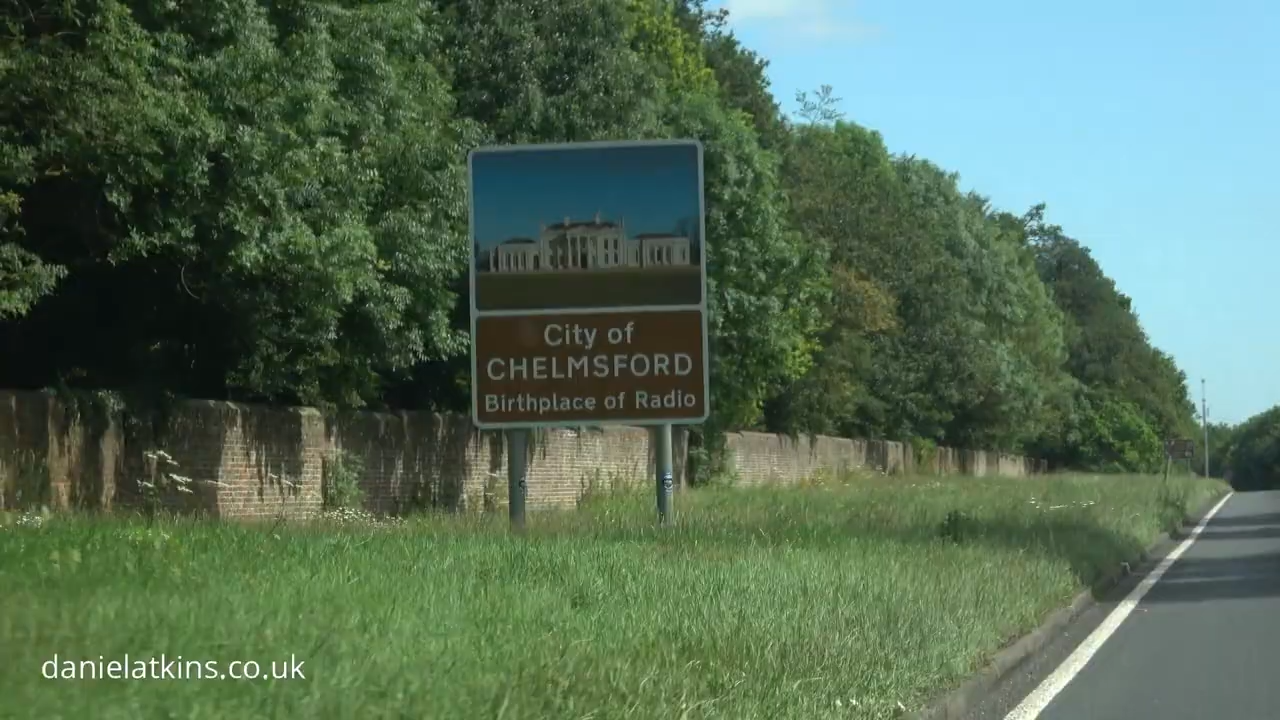 City of
CHELMSFORD
Birthplace of Radio
danielatkins.co.uk